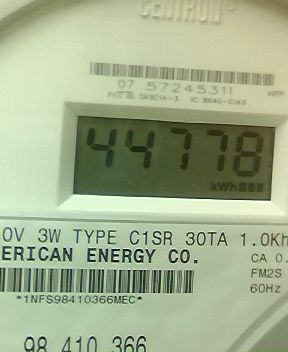 CENTRON
07 57245311
44778
kWh
0V 3W TYPE C1SR 30TA 1.0Kh
ERICAN ENERGY CO.
CA 0.
FM2S
*1NFS98410366MEC*
60Hz
98 410 366